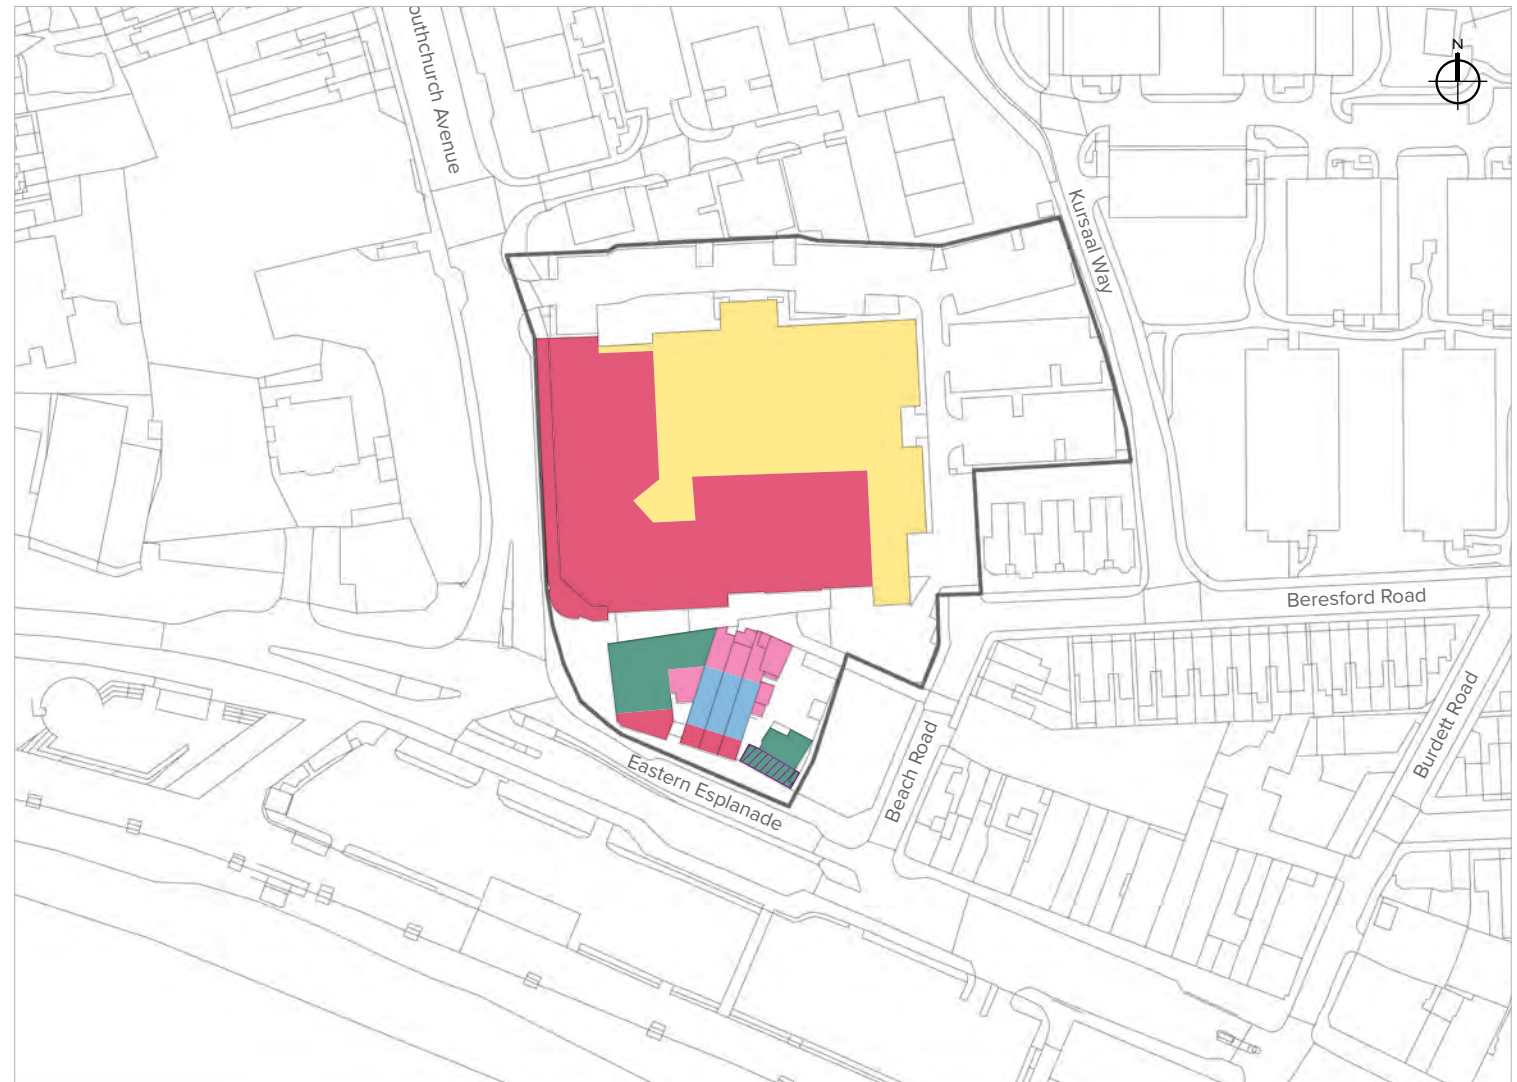 outhchurch Avenue
N
Kursaal Way
Beresford Road
Burdett Road
Beach Road
Eastern Esplanade